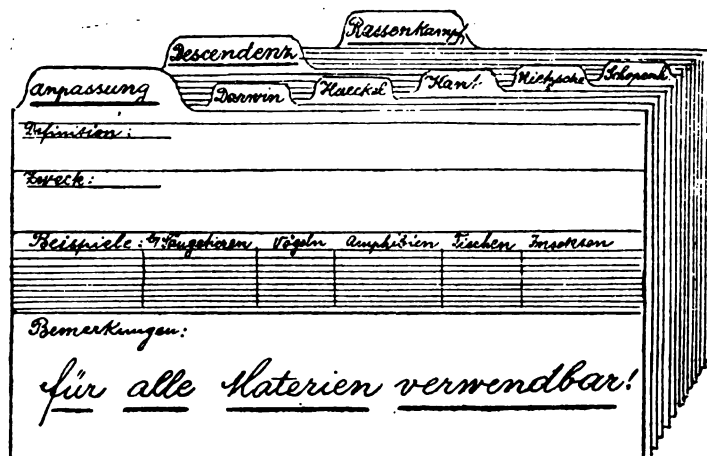 Rassenkampf
Descendenz
Anpassung Darwin Haeckel Kant Nietzsche Schopenh
Definition:
Zweck:
Beispiele: b/ Säugetieren Vögeln Amphibien Fischen Insekten
Bemerkungen:
für alle Materien verwendbar!